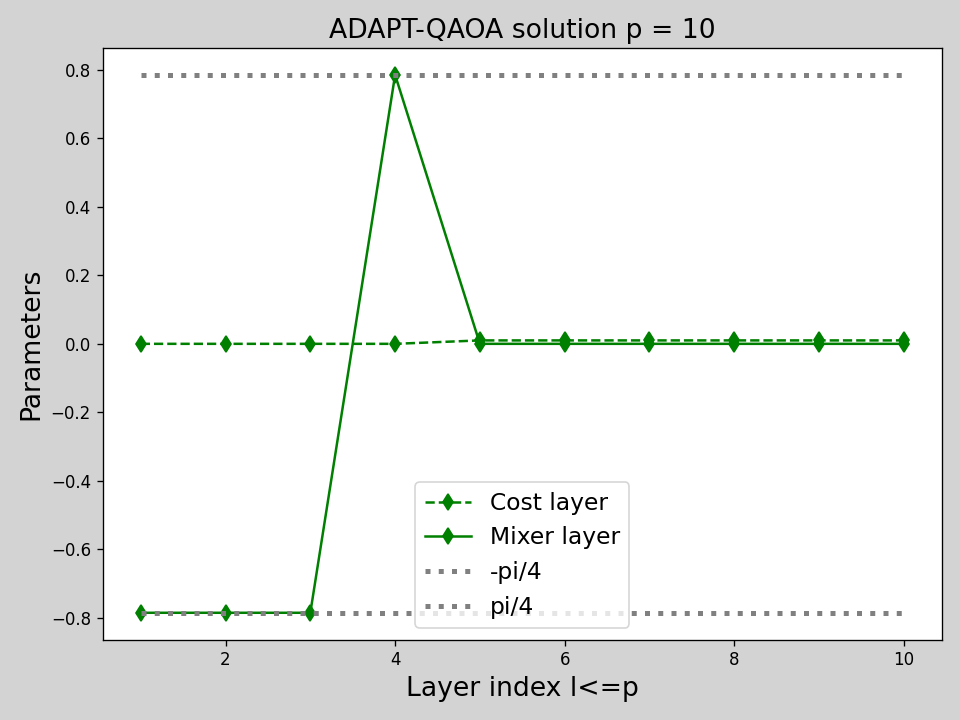 ADAPT-QAOA solution p = 10
Parameters
0.8
0.6
0.4
0.2
0.0
−0.2
−0.4
−0.6
−0.8
Cost layer
Mixer layer
-pi/4
pi/4
2 4 6 8 10
Layer index l<=p